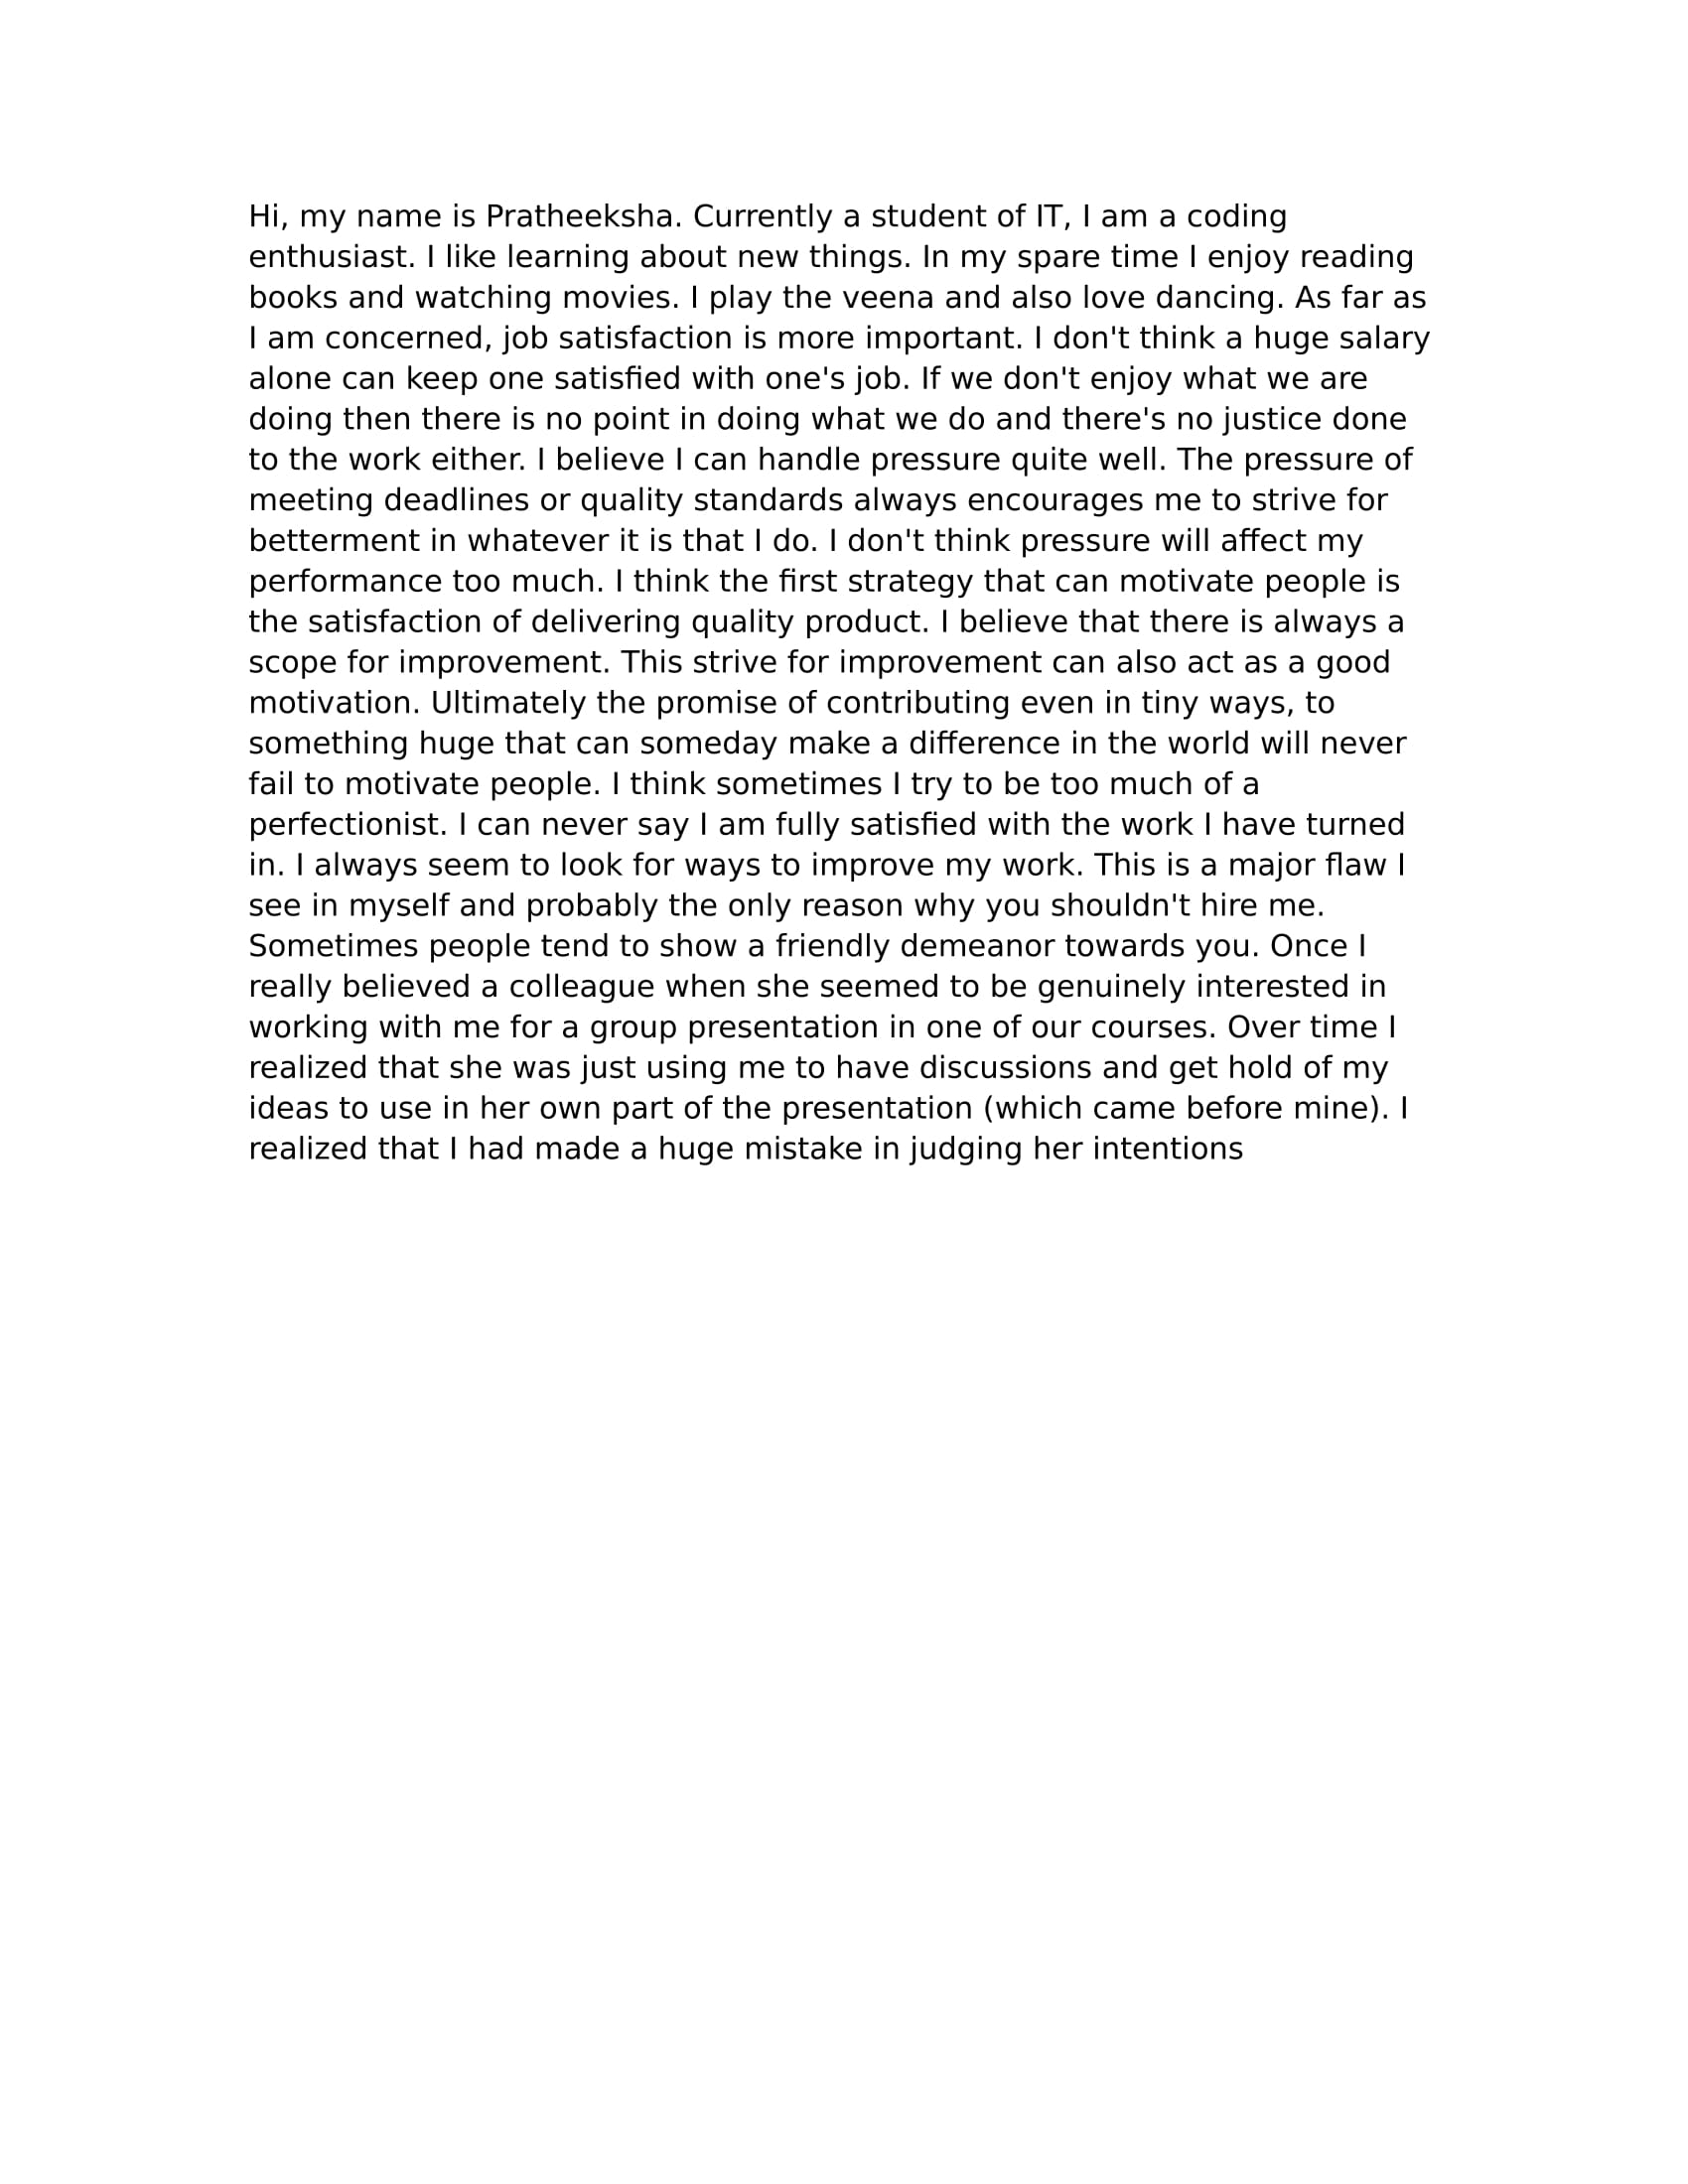 Hi, my name is Pratheeksha. Currently a student of IT, I am a coding
enthusiast. I like learning about new things. In my spare time I enjoy reading
books and watching movies. I play the veena and also love dancing. As far as
I am concerned, job satisfaction is more important. I don't think a huge salary
alone can keep one satisfied with one's job. If we don't enjoy what we are
doing then there is no point in doing what we do and there's no justice done
to the work either. I believe I can handle pressure quite well. The pressure of
meeting deadlines or quality standards always encourages me to strive for
betterment in whatever it is that I do. I don't think pressure will affect my
performance too much. I think the first strategy that can motivate people is
the satisfaction of delivering quality product. I believe that there is always a
scope for improvement. This strive for improvement can also act as a good
motivation. Ultimately the promise of contributing even in tiny ways, to
something huge that can someday make a difference in the world will never
fail to motivate people. I think sometimes I try to be too much of a
perfectionist. I can never say I am fully satisfied with the work I have turned
in. I always seem to look for ways to improve my work. This is a major flaw I
see in myself and probably the only reason why you shouldn't hire me.
Sometimes people tend to show a friendly demeanor towards you. Once I
really believed a colleague when she seemed to be genuinely interested in
working with me for a group presentation in one of our courses. Over time I
realized that she was just using me to have discussions and get hold of my
ideas to use in her own part of the presentation (which came before mine). I
realized that I had made a huge mistake in judging her intentions